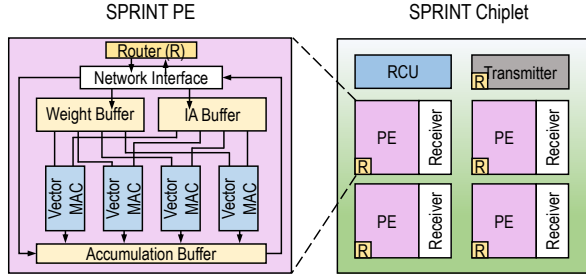 SPRINT PE
Router (R)
Network Interface
Weight Buffer
IA Buffer
Vector
MAC
Vector
MAC
Vector
MAC
Vector
MAC
Accumulation Buffer
SPRINT Chiplet
RCU
Transmitter
R
PE
Receiver
R
PE
Receiver
R
PE
Receiver
R
PE
Receiver
R